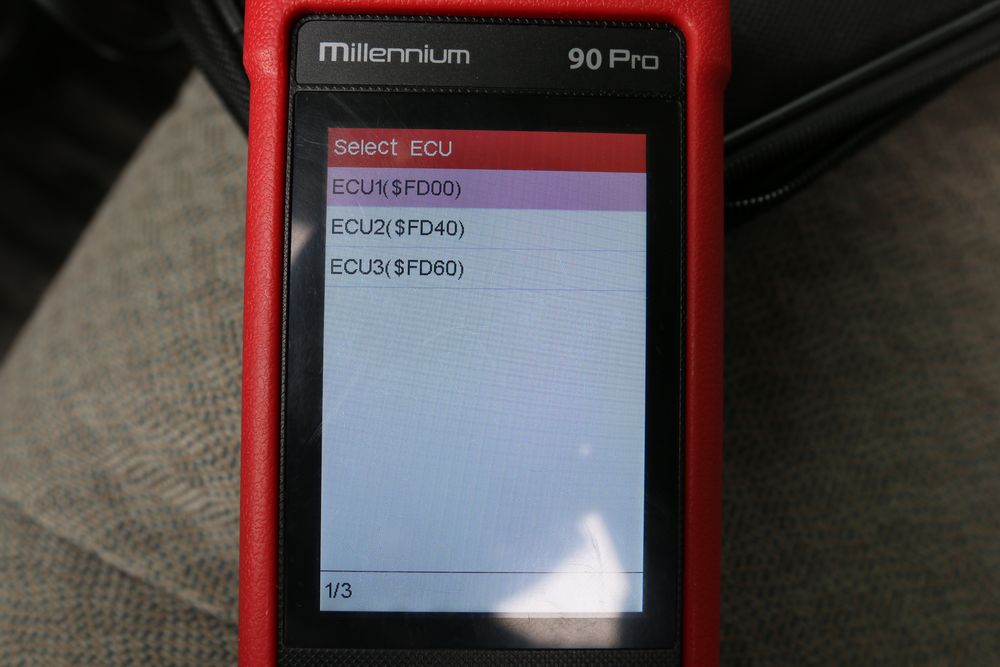 Millennium 90 Pro
Select ECU
ECU1($FD00)
ECU2($FD40)
ECU3($FD60)
1/3